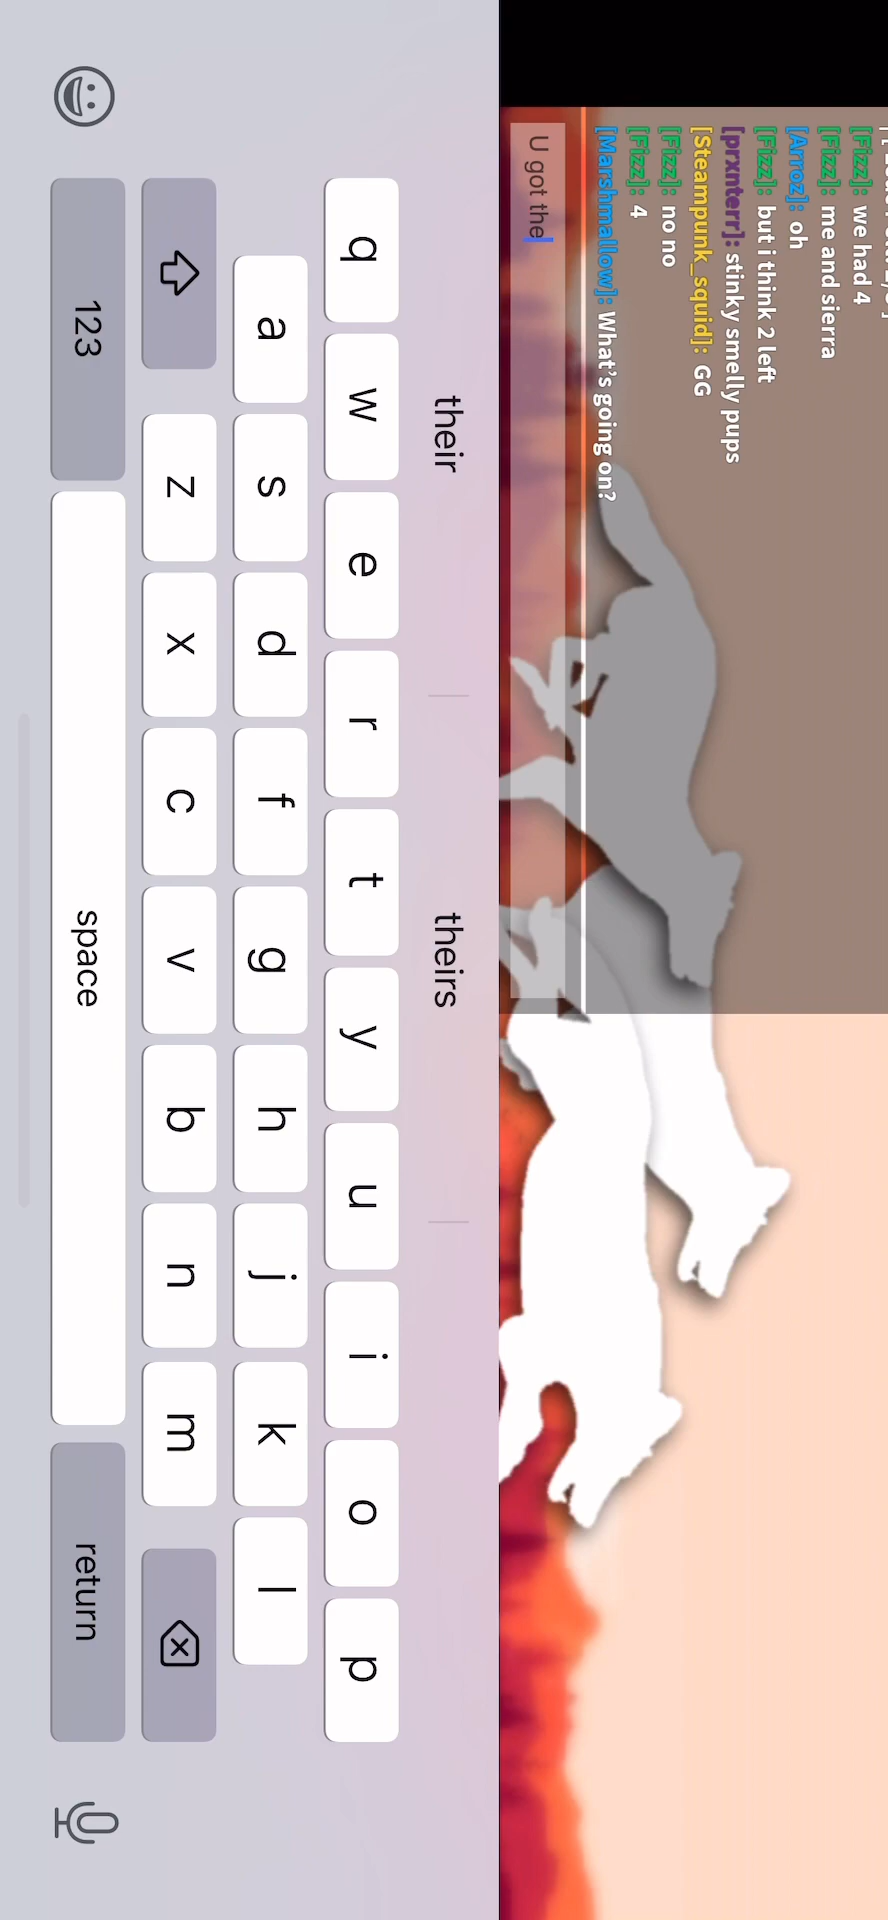 [Fizz]: we had 4
[Fizz]: me and sierra
[Arroz]: oh
[Fizz]: but i think 2 left
[prxnterr]: stinky smelly pups
[Steampunk_squid]: GG
[Fizz]: no no
[Fizz]: 4
[Marshmallow]: What's going on?
U got the
their theirs
q w e r t y u i o p
a s d f g h j k l
z x c v b n m
123 space return